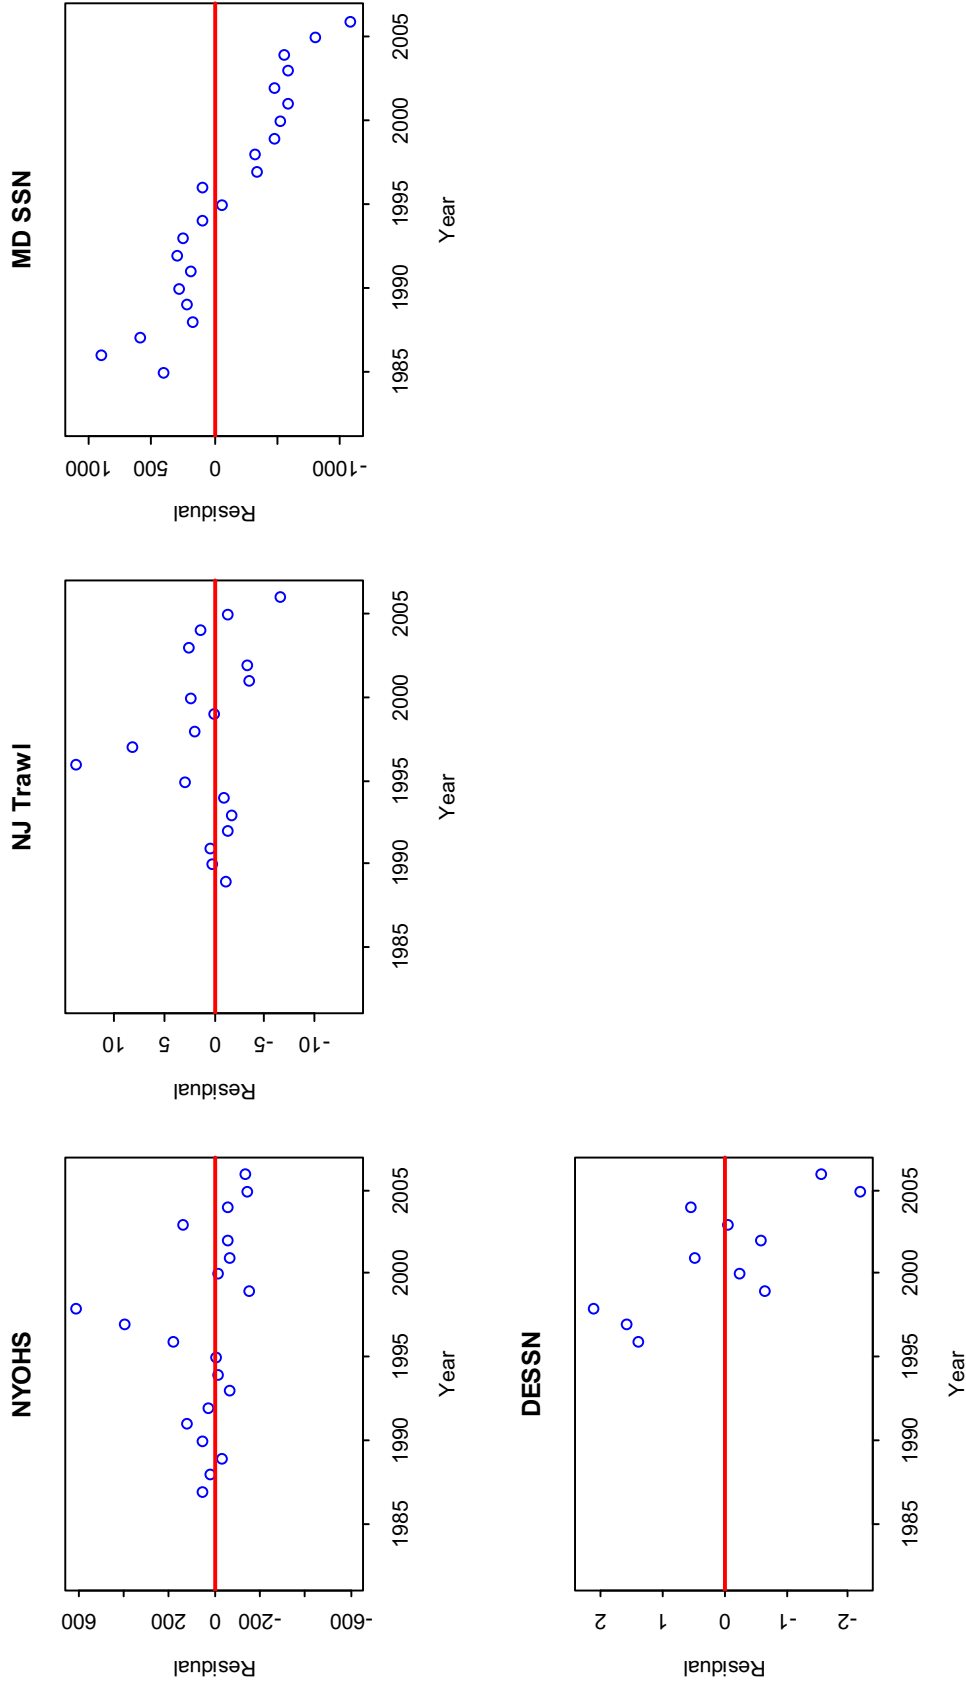 NYOHS
Residual
-600 -200 0 200 600
1985 1990 1995 2000 2005
Year
NJ Trawl
Residual
-10 -5 0 5 10
1985 1990 1995 2000 2005
Year
MD SSN
Residual
-1000 0 500 1000
1985 1990 1995 2000 2005
Year
DESSN
Residual
-2 -1 0 1 2
1985 1990 1995 2000 2005
Year